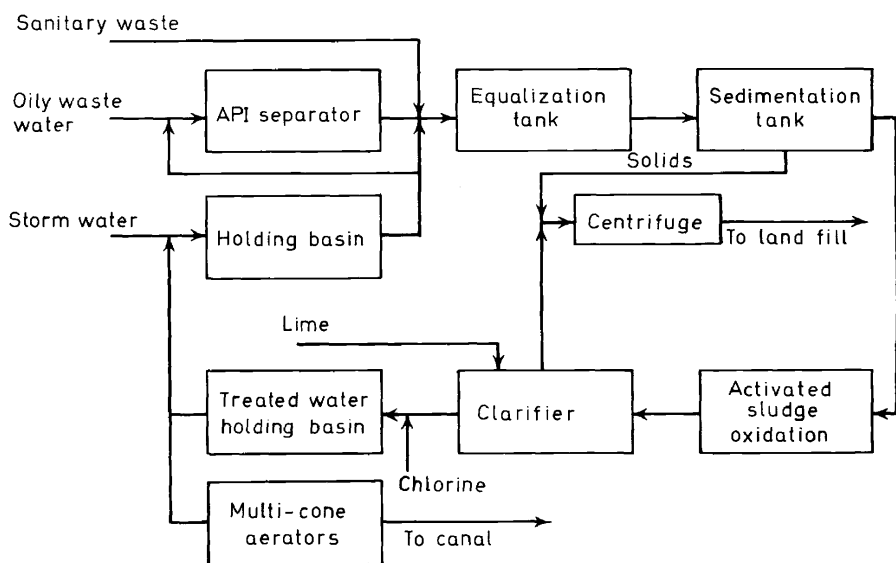 Sanitary waste
Oily waste
water
API separator
Equalization
tank
Sedimentation
tank
Solids
Storm water
Holding basin
Centrifuge
To land fill
Lime
Treated water
holding basin
Clarifier
Activated
sludge
oxidation
Chlorine
Multi-cone
aerators
To canal